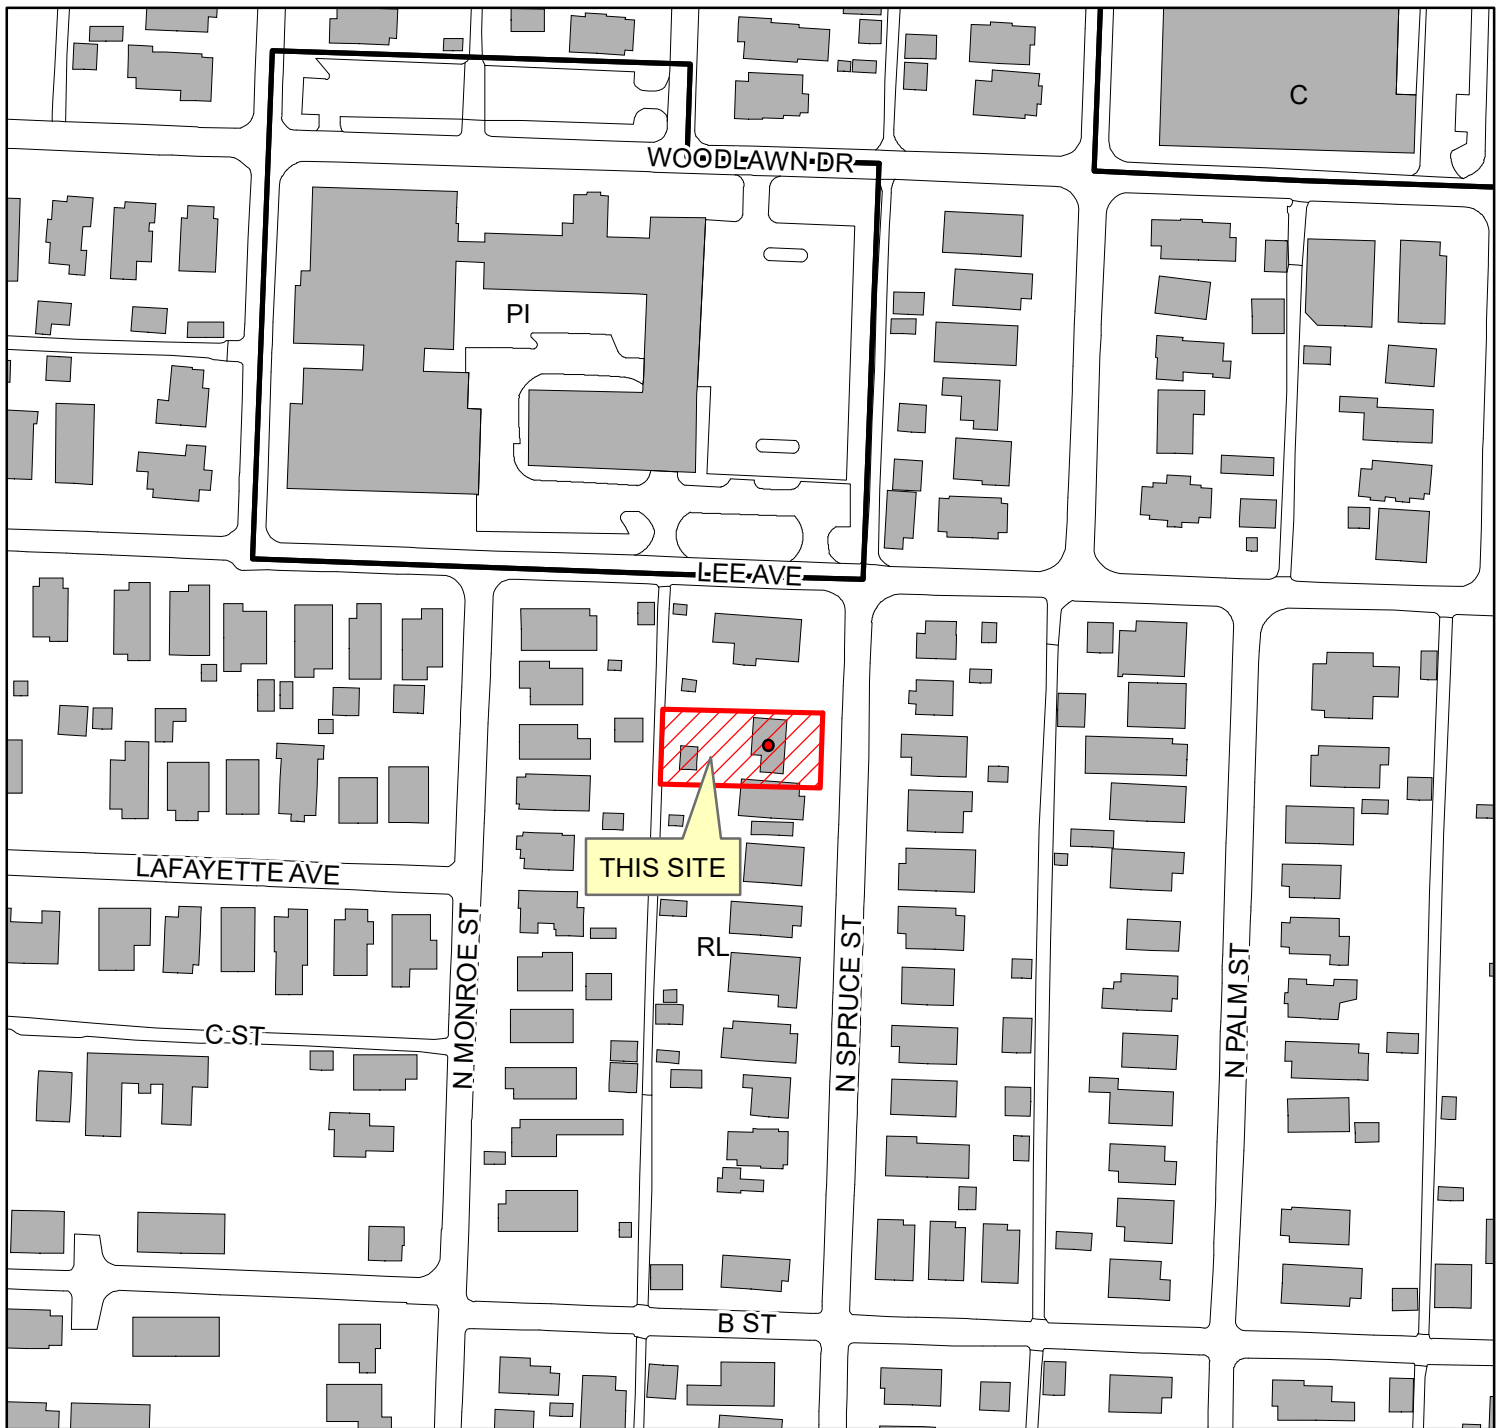 C
WOODLAWN DR
PI
LEE AVE
THIS SITE
LAFAYETTE AVE
RL
N MONROE ST
N SPRUCE ST
N PALM ST
C ST
B ST